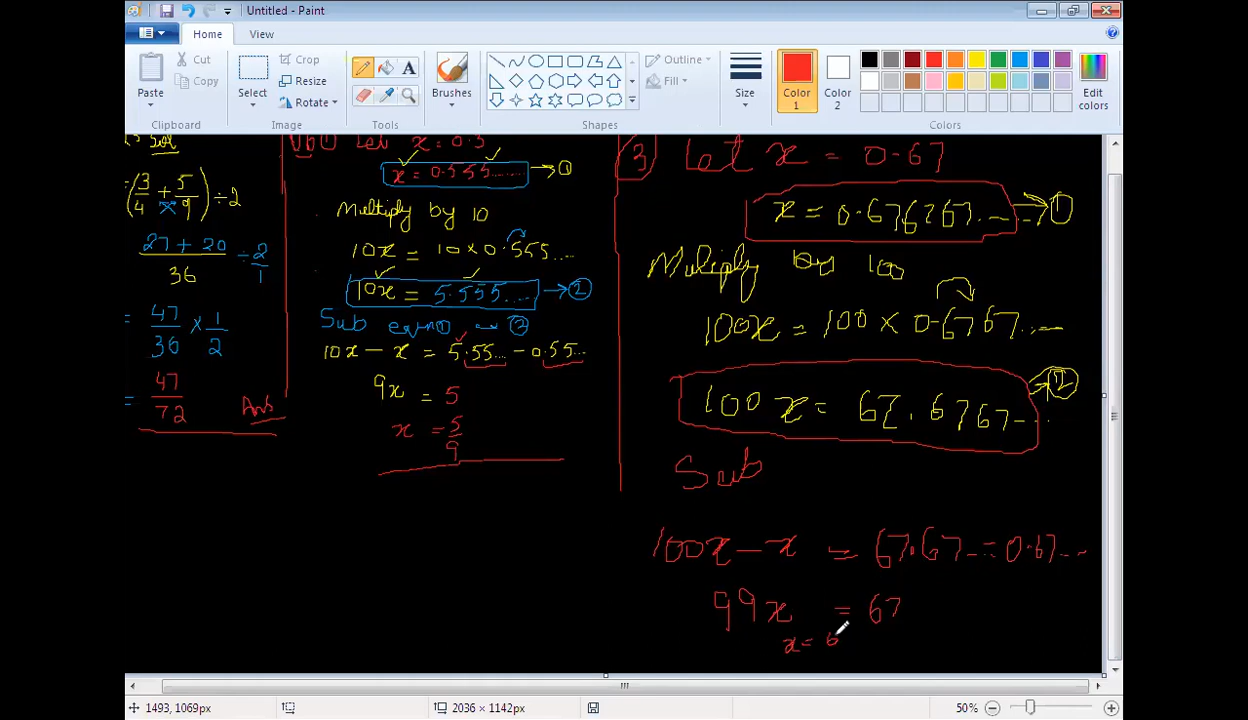 Untitled - Paint
Home View
Cut
Copy
Paste
Clipboard
Select
Crop
Resize
Rotate
Image
Tools
Brushes
Outline
Fill
Shapes
Size
Color 1
Color 2
Colors
Edit colors
Sol
= (3/4 + 5/9) ÷ 2
(27 + 20)/36 ÷ 2/1
= 47/36 × 1/2
= 47/72 Ans
Let x = 0.5
x = 0.555...... → ①
Multiply by 10
10x = 10 × 0.555....
10x = 5.555.... → ②
Sub eqn ②
10x - x = 5.55... - 0.55...
9x = 5
x = 5/9
③ Let x = 0.67
x = 0.676767..... → ①
Multiply by 100
100x = 100 × 0.6767....
100x = 67.6767.... → ②
Sub
100x - x = 67.67... - 0.67...
99x = 67
x = 6
1493, 1069px
2036 × 1142px
50%